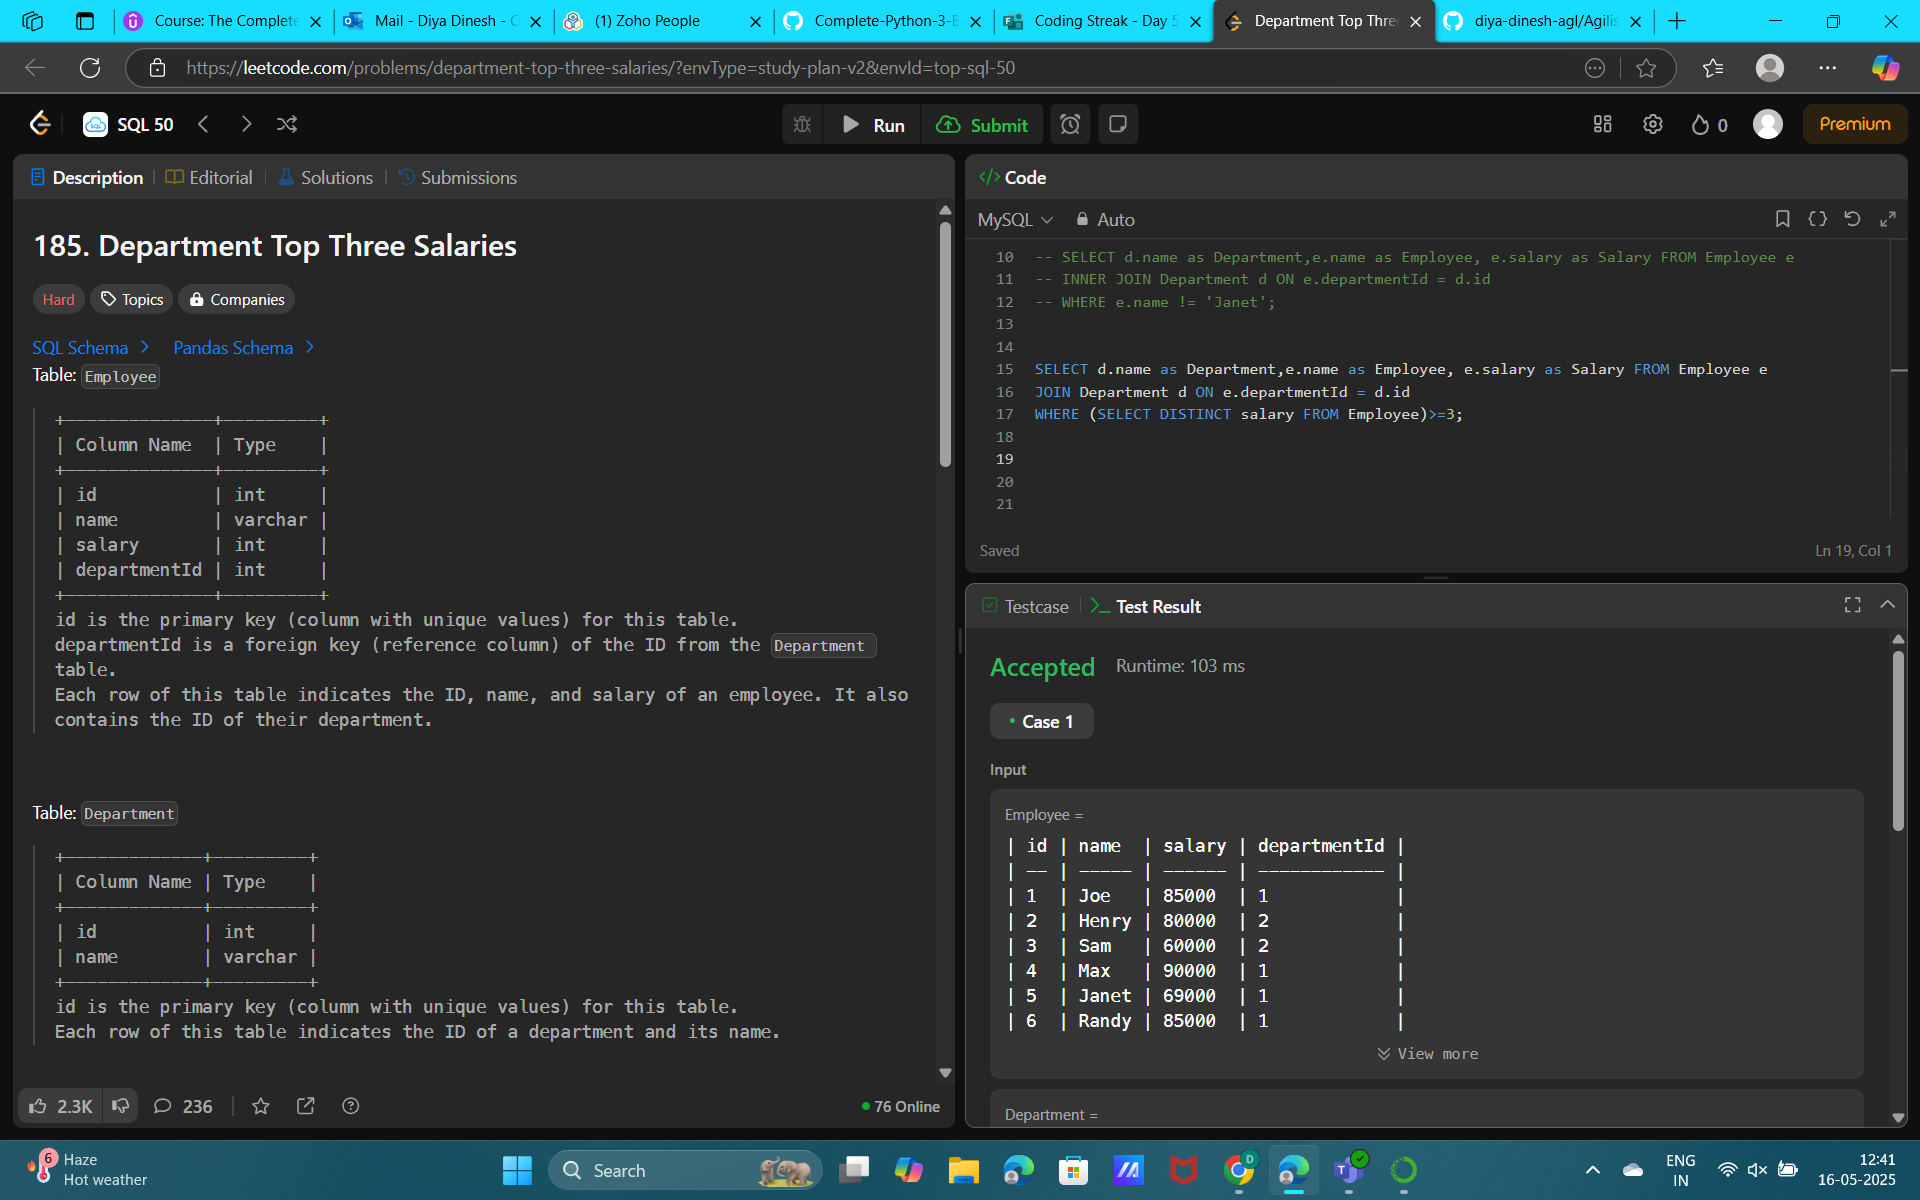 Course: The Complete
Mail - Diya Dinesh - O
(1) Zoho People
Complete-Python-3-B
Coding Streak - Day 5
Department Top Thre
diya-dinesh-agl/Agilis
https://leetcode.com/problems/department-top-three-salaries/?envType=study-plan-v2&envId=top-sql-50
SQL 50
Run
Submit
0
Premium
Description
Editorial
Solutions
Submissions
185. Department Top Three Salaries
Hard
Topics
Companies
SQL Schema
Pandas Schema
Table: Employee
+--------------+---------+
| Column Name | Type |
+--------------+---------+
| id | int |
| name | varchar |
| salary | int |
| departmentId | int |
+--------------+---------+
id is the primary key (column with unique values) for this table.
departmentId is a foreign key (reference column) of the ID from the Department
table.
Each row of this table indicates the ID, name, and salary of an employee. It also
contains the ID of their department.
Table: Department
+-------------+---------+
| Column Name | Type |
+-------------+---------+
| id | int |
| name | varchar |
+-------------+---------+
id is the primary key (column with unique values) for this table.
Each row of this table indicates the ID of a department and its name.
2.3K
236
76 Online
</> Code
MySQL
Auto
10 -- SELECT d.name as Department,e.name as Employee, e.salary as Salary FROM Employee e
11 -- INNER JOIN Department d ON e.departmentId = d.id
12 -- WHERE e.name != 'Janet';
13
14
15 SELECT d.name as Department,e.name as Employee, e.salary as Salary FROM Employee e
16 JOIN Department d ON e.departmentId = d.id
17 WHERE (SELECT DISTINCT salary FROM Employee)>=3;
18
19
20
21
Saved
Ln 19, Col 1
Testcase
Test Result
Accepted
Runtime: 103 ms
Case 1
Input
Employee =
| id | name | salary | departmentId |
| -- | ----- | ------ | ------------ |
| 1 | Joe | 85000 | 1 |
| 2 | Henry | 80000 | 2 |
| 3 | Sam | 60000 | 2 |
| 4 | Max | 90000 | 1 |
| 5 | Janet | 69000 | 1 |
| 6 | Randy | 85000 | 1 |
View more
Department =
6
Haze
Hot weather
Search
D
ENG
IN
12:41
16-05-2025